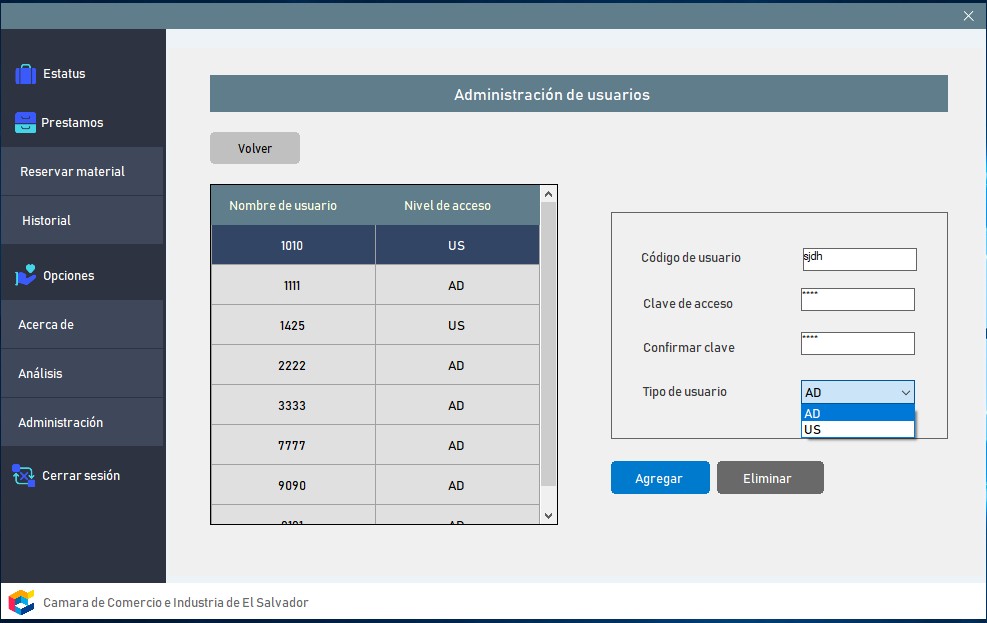 Administración de usuarios
Estatus
Prestamos
Reservar material
Historial
Opciones
Acerca de
Análisis
Administración
Cerrar sesión
Volver
Nombre de usuario Nivel de acceso
1010 US
1111 AD
1425 US
2222 AD
3333 AD
7777 AD
9090 AD
AD
Código de usuario sjdh
Clave de acceso ****
Confirmar clave ****
Tipo de usuario AD
AD
US
Agregar Eliminar
Camara de Comercio e Industria de El Salvador